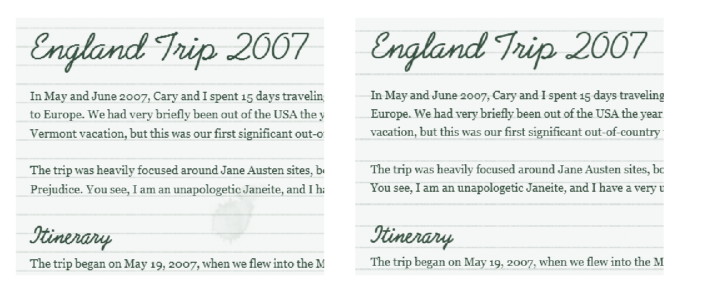 England Trip 2007
In May and June 2007, Cary and I spent 15 days traveling
to Europe. We had very briefly been out of the USA the y
Vermont vacation, but this was our first significant out-o
The trip was heavily focused around Jane Austen sites, be
Prejudice. You see, I am an unapologetic Janeite, and I ha
Itinerary
The trip began on May 19, 2007, when we flew into the M
England Trip 2007
In May and June 2007, Cary and I spent 15 days traveling
Europe. We had very briefly been out of the USA the year
vacation, but this was our first significant out-of-country
The trip was heavily focused around Jane Austen sites, bo
You see, I am an unapologetic Janeite, and I have a very u
Itinerary
The trip began on May 19, 2007, when we flew into the M